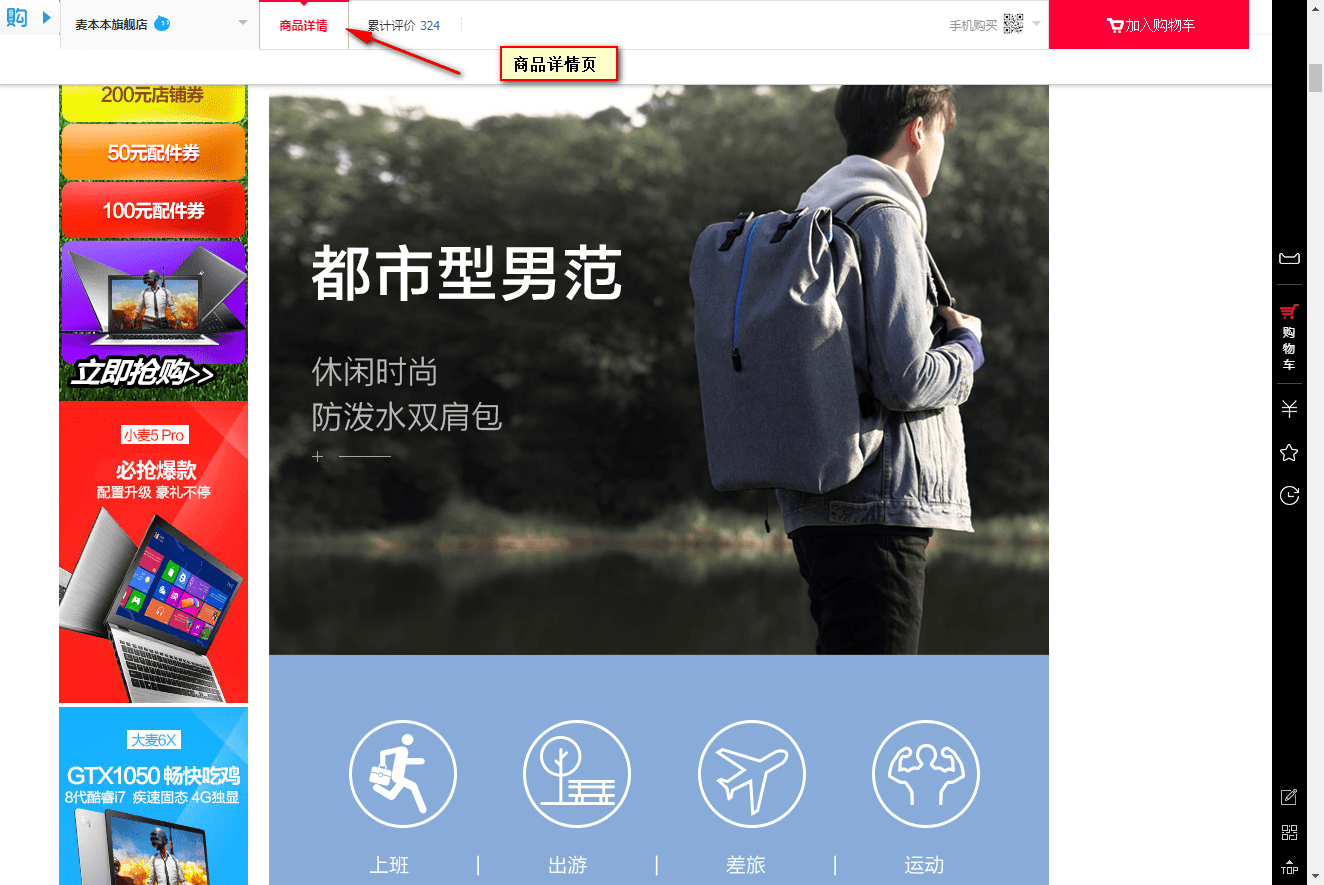 购
麦本本旗舰店
商品详情
累计评价 324
手机购买
加入购物车
商品详情页
200元店铺券
50元配件券
100元配件券
立即抢购>>
小麦5 Pro
必抢爆款
配置升级 豪礼不停
大麦6X
GTX1050 畅快吃鸡
8代酷睿i7 疾速固态 4G独显
都市型男范
休闲时尚
防泼水双肩包
上班 | 出游 | 差旅 | 运动
购
物
车
TOP